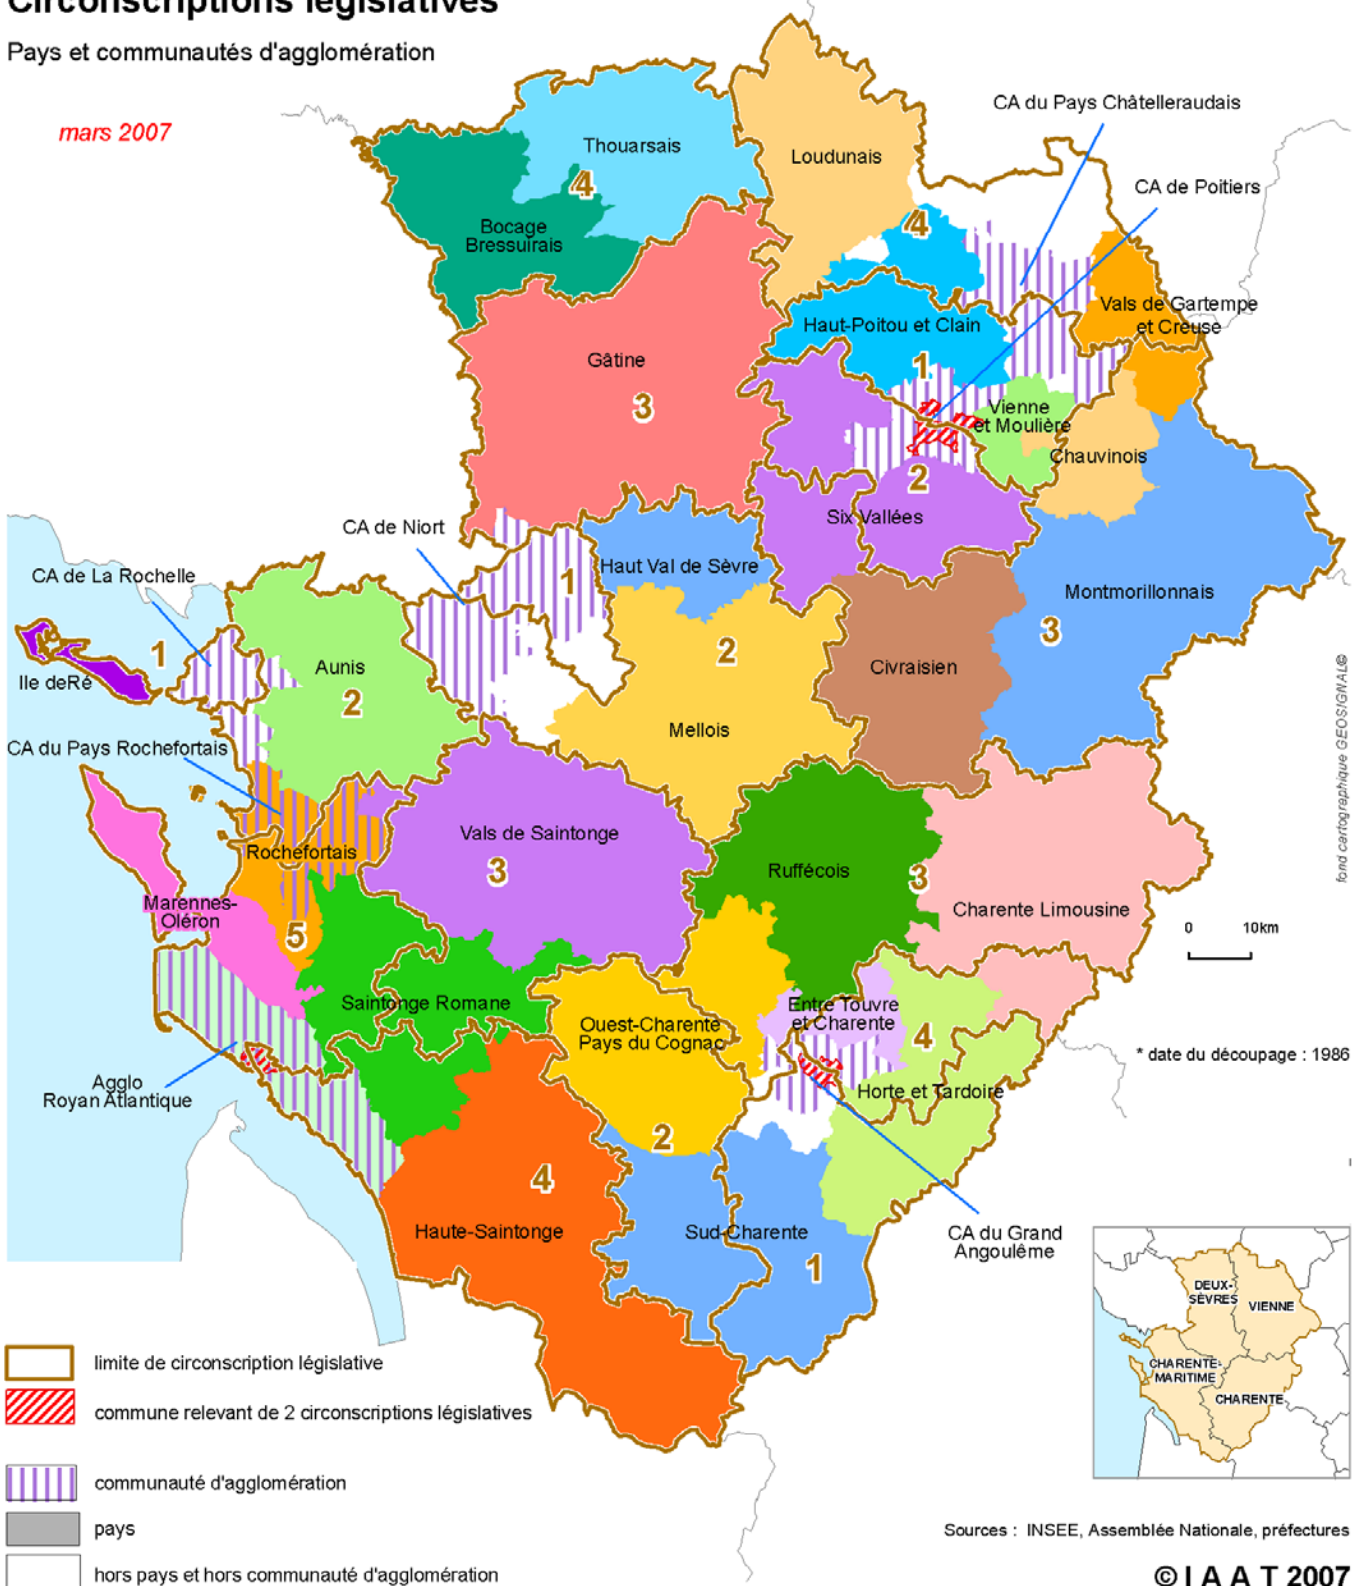 Circonscriptions législatives
Pays et communautés d'agglomération
mars 2007
CA du Pays Châtelleraudais
CA de Poitiers
Thouarsais
Loudunais
4
4
Bocage
Bressuirais
Vals de Gartempe
et Creuse
Haut-Poitou et Clain
Gâtine
1
3
Vienne
et Moulière
Chauvinois
2
Six Vallées
CA de Niort
Haut Val de Sèvre
CA de La Rochelle
1
Montmorillonnais
3
1
2
Ile deRé
Aunis
Civraisien
2
Mellois
CA du Pays Rochefortais
Vals de Saintonge
3
Rochefortais
Ruffécois
3
Marennes-
Oléron
Charente Limousine
5
0 10km
Saintonge Romane
Entre Touvre
et Charente
Ouest-Charente
Pays du Cognac
4
* date du découpage : 1986
Agglo
Royan Atlantique
Horte et Tardoire
2
4
Haute-Saintonge
Sud-Charente
CA du Grand
Angoulême
1
fond cartographique GEOSIGNAL©
DEUX-
SÈVRES
VIENNE
CHARENTE-
MARITIME
CHARENTE
limite de circonscription législative
commune relevant de 2 circonscriptions législatives
communauté d'agglomération
pays
hors pays et hors communauté d'agglomération
Sources : INSEE, Assemblée Nationale, préfectures
© I A A T 2007